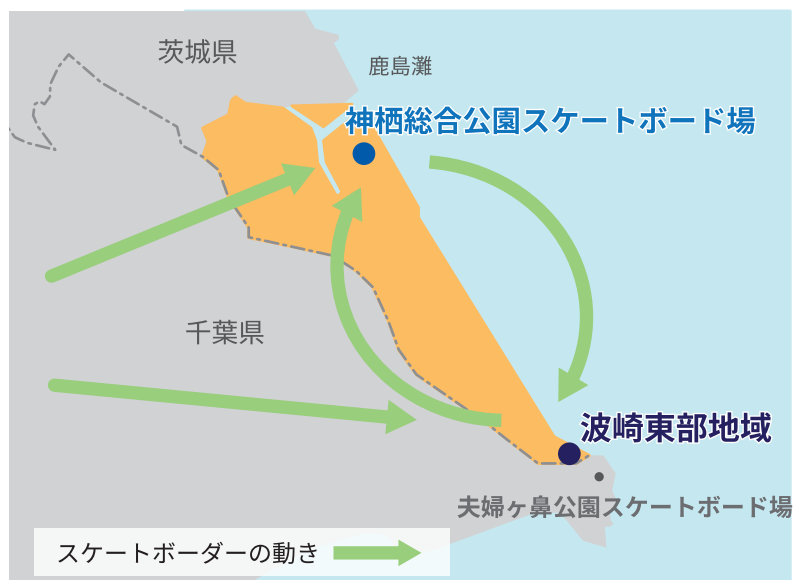 茨城県
鹿島灘
神栖総合公園スケートボード場
千葉県
波崎東部地域
夫婦ヶ鼻公園スケートボード場
スケートボーダーの動き